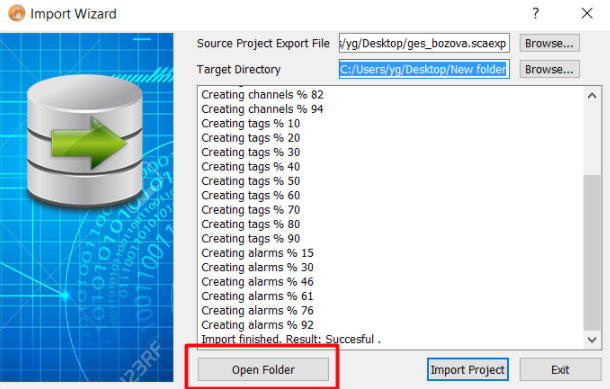 Import Wizard
? ×
Source Project Export File
s/yg/Desktop/ges_bozova.scaexp
Browse...
Target Directory
C:/Users/yg/Desktop/New folder
Browse...
Creating channels % 82
Creating channels % 94
Creating tags % 10
Creating tags % 20
Creating tags % 30
Creating tags % 40
Creating tags % 50
Creating tags % 60
Creating tags % 70
Creating tags % 80
Creating tags % 90
Creating alarms % 15
Creating alarms % 30
Creating alarms % 46
Creating alarms % 61
Creating alarms % 76
Creating alarms % 92
Import finished. Result: Succesful .
Open Folder
Import Project
Exit
123RF